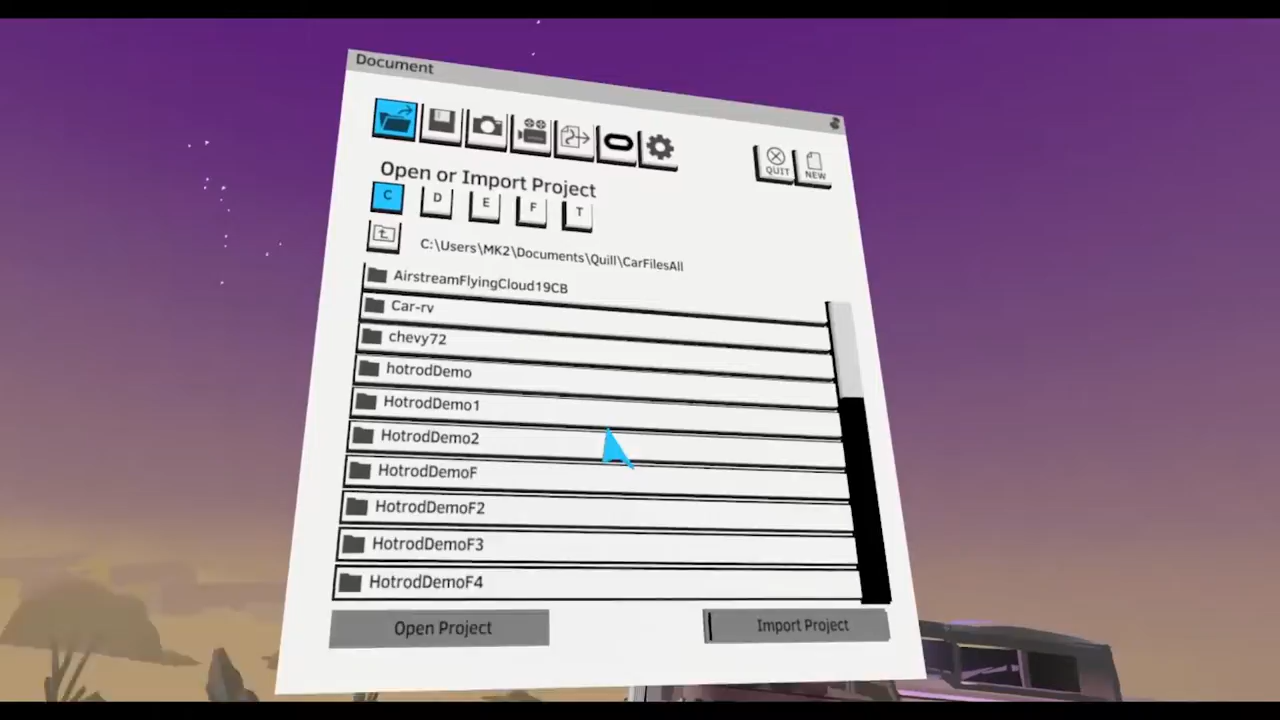 Document
QUIT
NEW
Open or Import Project
C D E F T
C:\Users\MK2\Documents\Quill\CarFilesAll
AirstreamFlyingCloud19CB
Car-rv
chevy72
hotrodDemo
HotrodDemo1
HotrodDemo2
HotrodDemoF
HotrodDemoF2
HotrodDemoF3
HotrodDemoF4
Open Project
Import Project